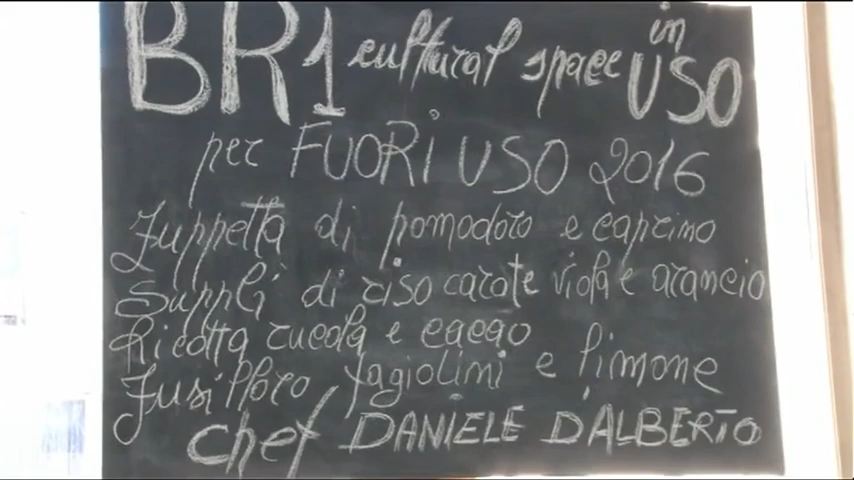 BR1 cultural space in USO
per FUORi USO 2016
Zuppetta di pomodoro e caprino
Supplì di riso carote viola e arancio
Ricotta rucola e cacao
Fusilloro fagiolini e limone
chef DANIELE D'ALBERTO